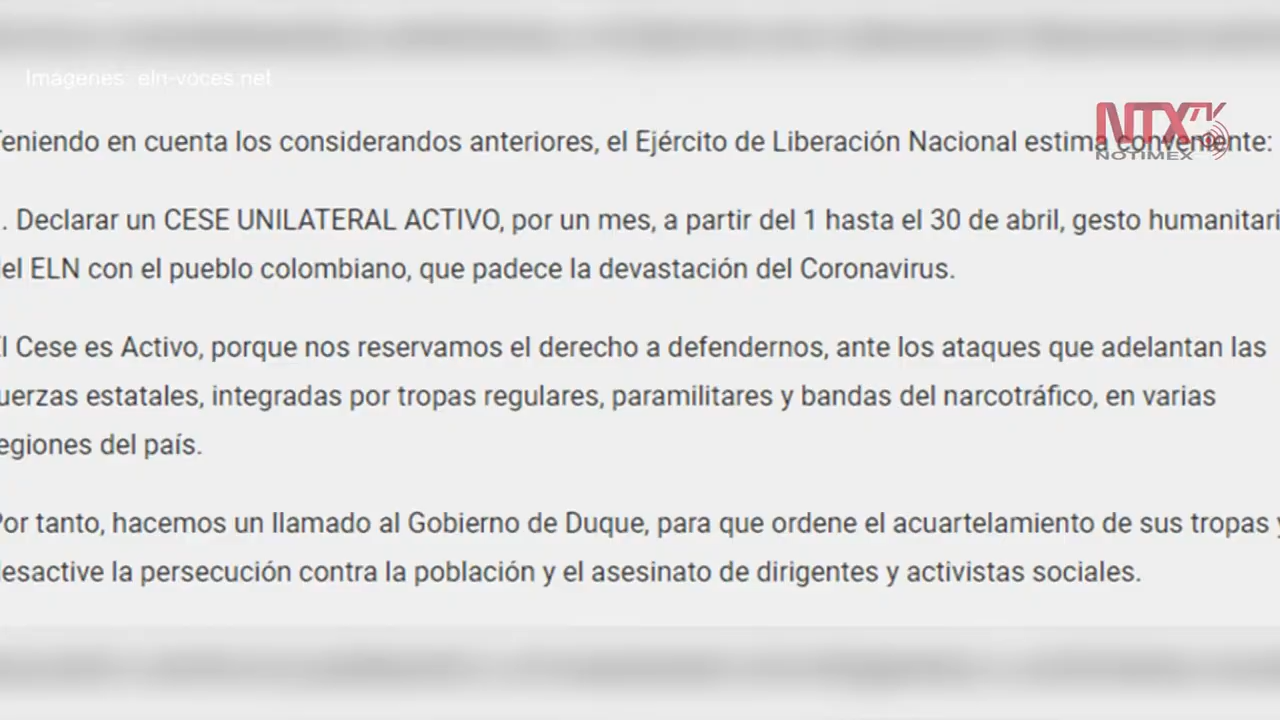 Imagenes: eln-voces.net
NTX TV
NOTIMEX
Teniendo en cuenta los considerandos anteriores, el Ejército de Liberación Nacional estima conveniente:
. Declarar un CESE UNILATERAL ACTIVO, por un mes, a partir del 1 hasta el 30 de abril, gesto humanitari
del ELN con el pueblo colombiano, que padece la devastación del Coronavirus.
El Cese es Activo, porque nos reservamos el derecho a defendernos, ante los ataques que adelantan las
uerzas estatales, integradas por tropas regulares, paramilitares y bandas del narcotráfico, en varias
egiones del país.
Por tanto, hacemos un llamado al Gobierno de Duque, para que ordene el acuartelamiento de sus tropas y
desactive la persecución contra la población y el asesinato de dirigentes y activistas sociales.